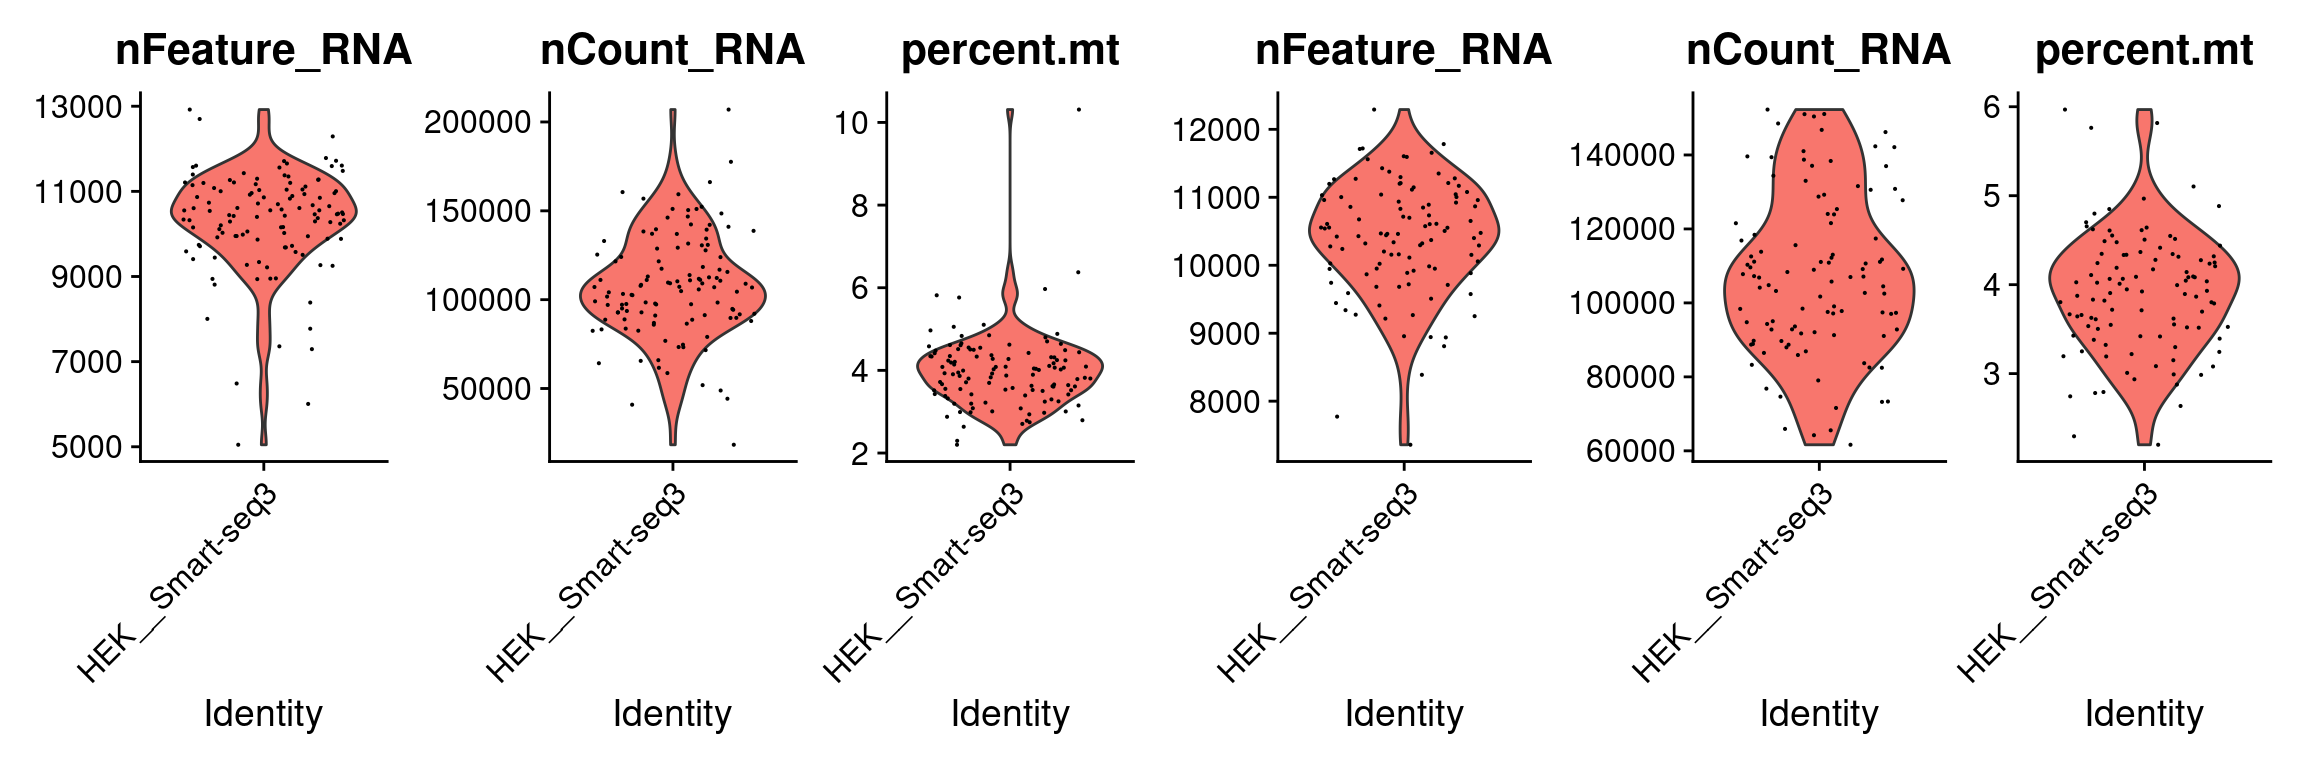 nFeature_RNA
13000
11000
9000
7000
5000
HEK__Smart-seq3
Identity
nCount_RNA
200000
150000
100000
50000
HEK__Smart-seq3
Identity
percent.mt
10
8
6
4
2
HEK__Smart-seq3
Identity
nFeature_RNA
12000
11000
10000
9000
8000
HEK__Smart-seq3
Identity
nCount_RNA
140000
120000
100000
80000
60000
HEK__Smart-seq3
Identity
percent.mt
6
5
4
3
HEK__Smart-seq3
Identity